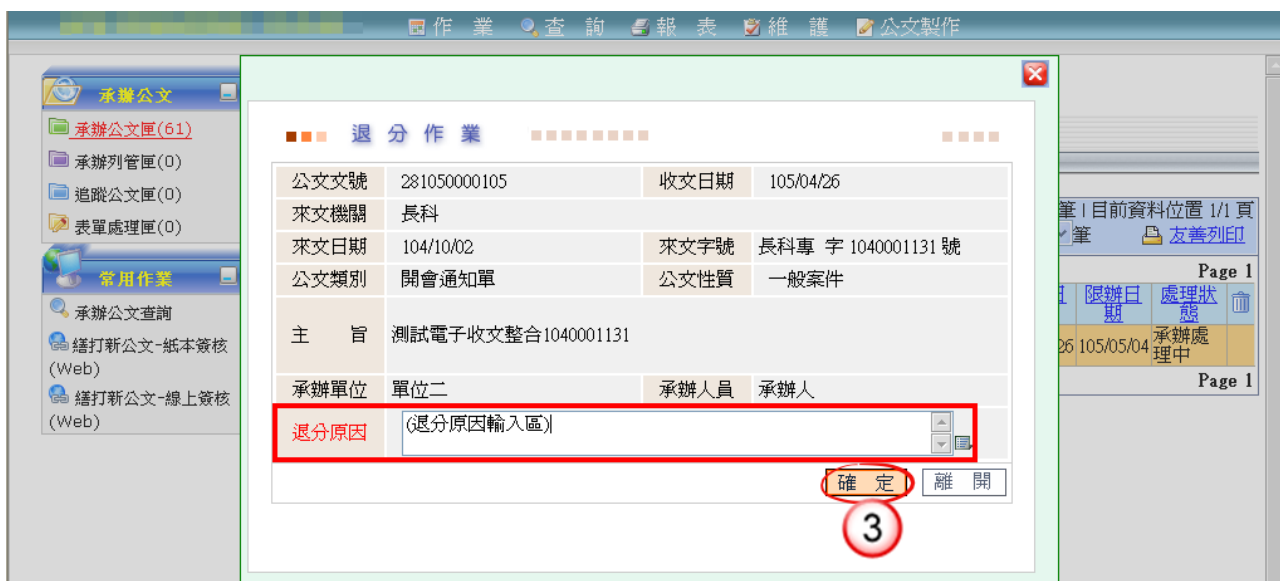 作 業 查 詢 報 表 維 護 公文製作
承辦公文
承辦公文匣(61)
承辦列管匣(0)
追蹤公文匣(0)
表單處理匣(0)
常用作業
承辦公文查詢
繕打新公文-紙本簽核
(Web)
繕打新公文-線上簽核
(Web)
退 分 作 業
公文文號 281050000105 收文日期 105/04/26
來文機關 長科
來文日期 104/10/02 來文字號 長科專 字 1040001131 號
公文類別 開會通知單 公文性質 一般案件
主 旨 測試電子收文整合1040001131
承辦單位 單位二 承辦人員 承辦人
退分原因 (退分原因輸入區)
確 定 離 開
3
筆 | 目前資料位置 1/1 頁
筆 友善列印
Page 1
限辦日
期
處理狀
態
26 105/05/04 承辦處
理中
Page 1